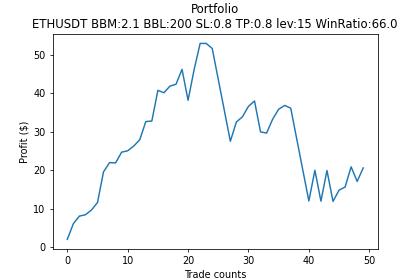 Portfolio
ETHUSDT BBM:2.1 BBL:200 SL:0.8 TP:0.8 lev:15 WinRatio:66.0
50
40
30
20
10
0
Profit ($)
0 10 20 30 40 50
Trade counts